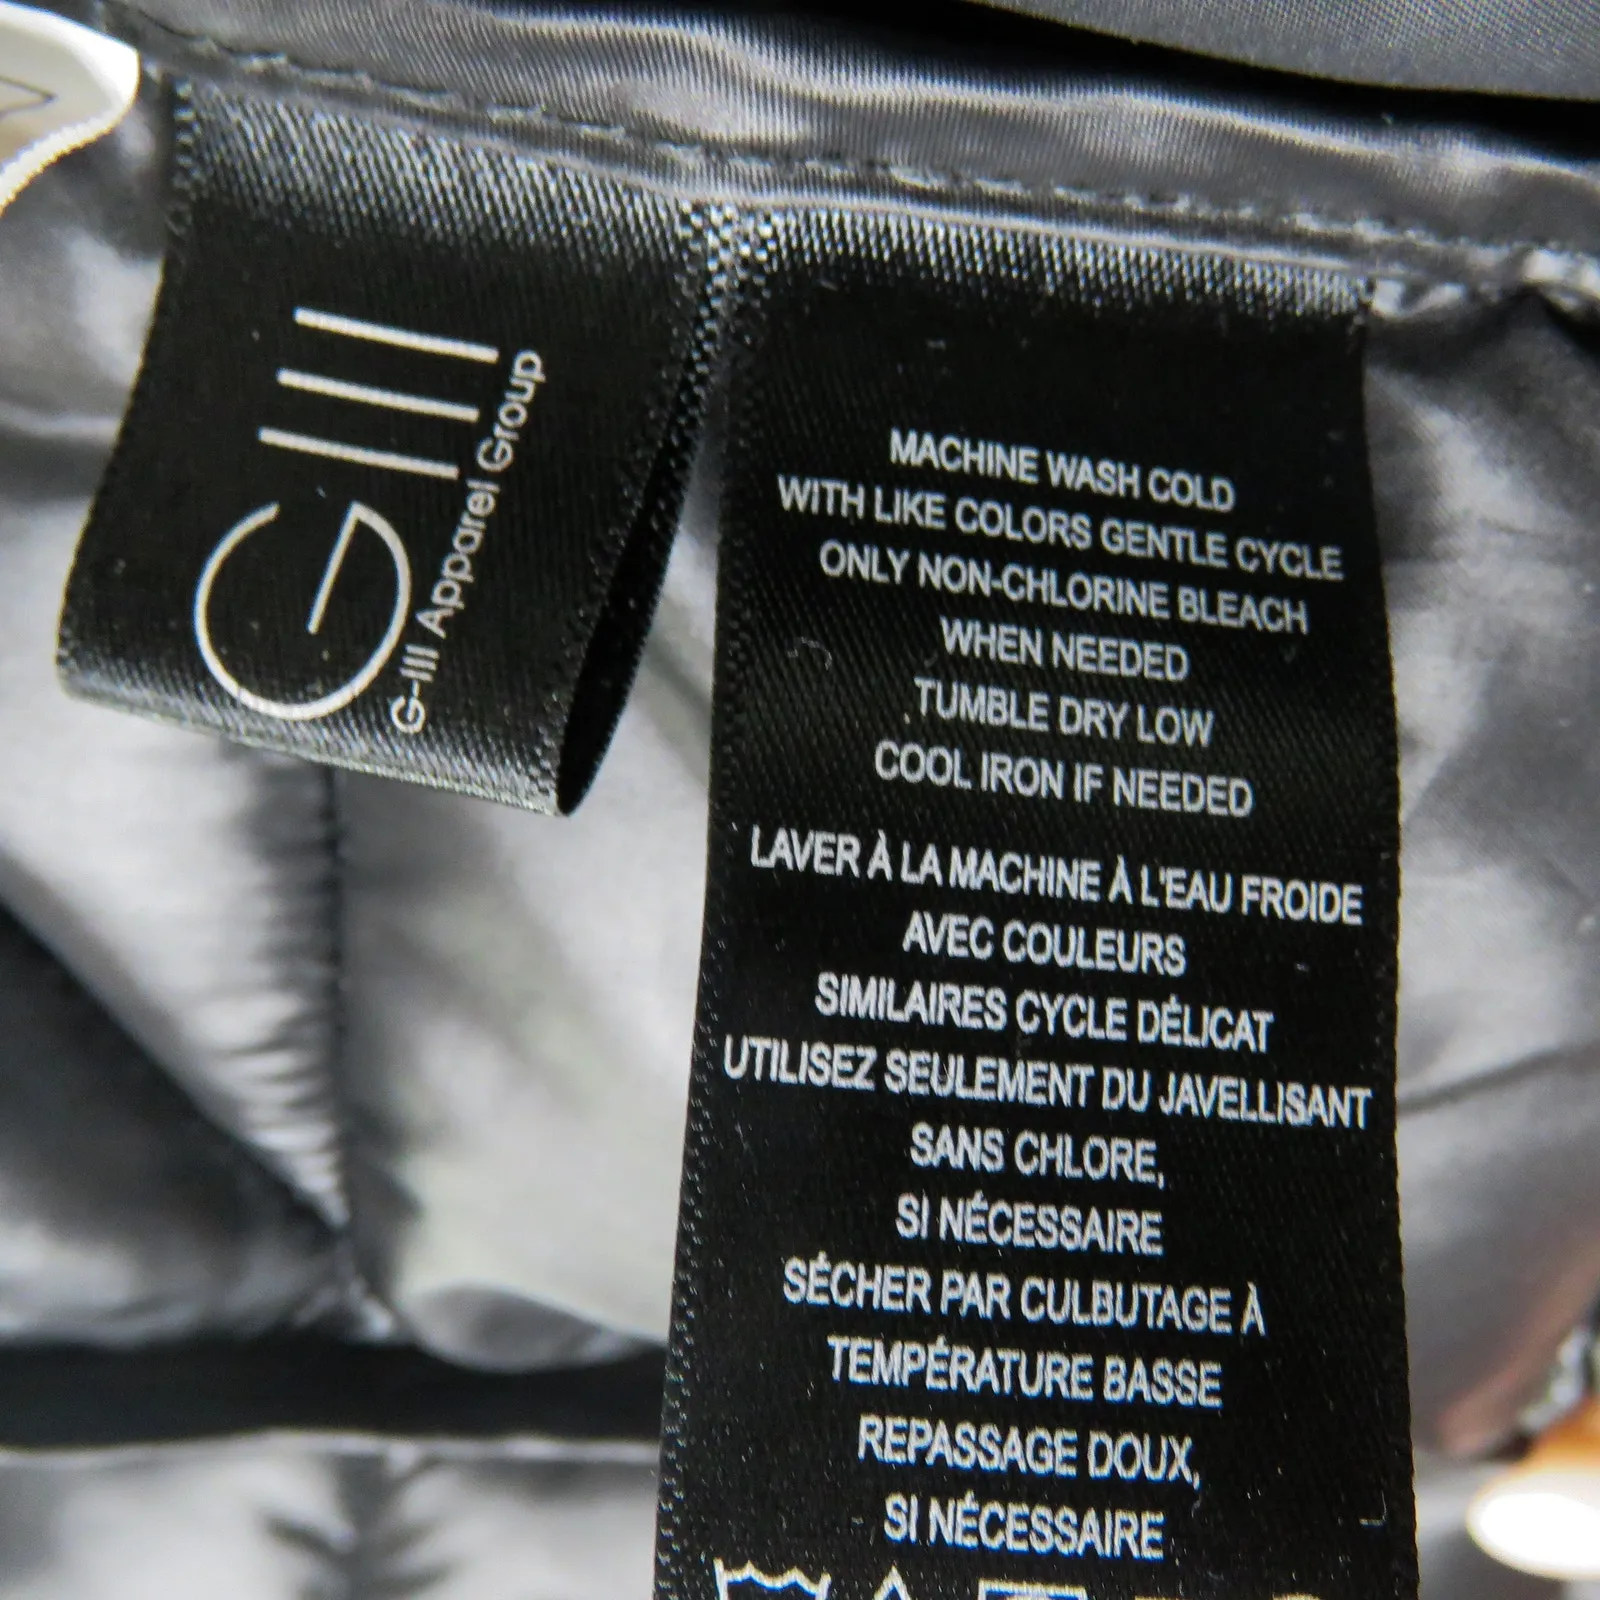 G-III
G-III Apparel Group
MACHINE WASH COLD
WITH LIKE COLORS GENTLE CYCLE
ONLY NON-CHLORINE BLEACH
WHEN NEEDED
TUMBLE DRY LOW
COOL IRON IF NEEDED
LAVER À LA MACHINE À L'EAU FROIDE
AVEC COULEURS
SIMILAIRES CYCLE DÉLICAT
UTILISEZ SEULEMENT DU JAVELLISANT
SANS CHLORE,
SI NÉCESSAIRE
SÉCHER PAR CULBUTAGE À
TEMPÉRATURE BASSE
REPASSAGE DOUX,
SI NÉCESSAIRE